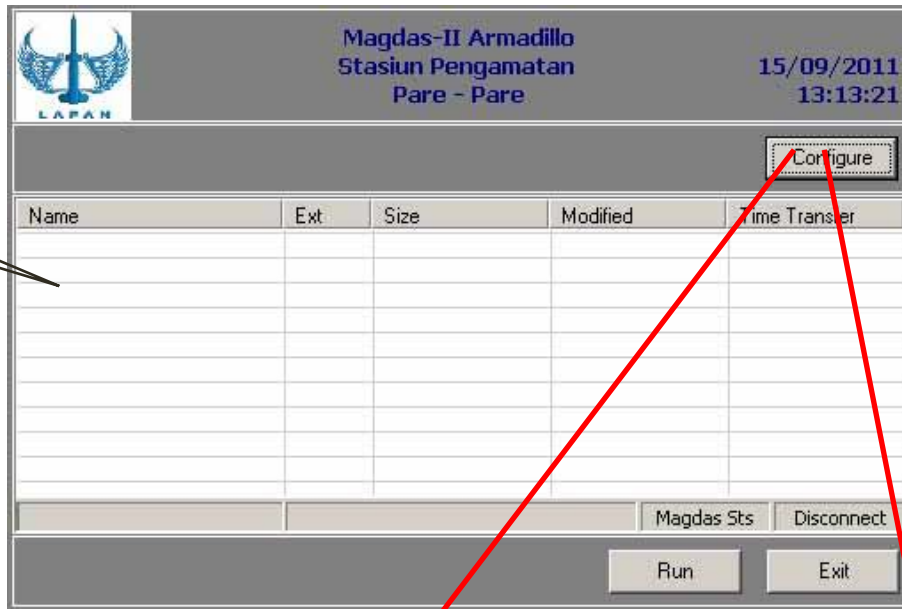 Magdas-II Armadillo
Stasiun Pengamatan
Pare - Pare
15/09/2011
13:13:21
LAPAN
Configure
Name Ext Size Modified Time Transfer
Magdas Sts Disconnect
Run Exit